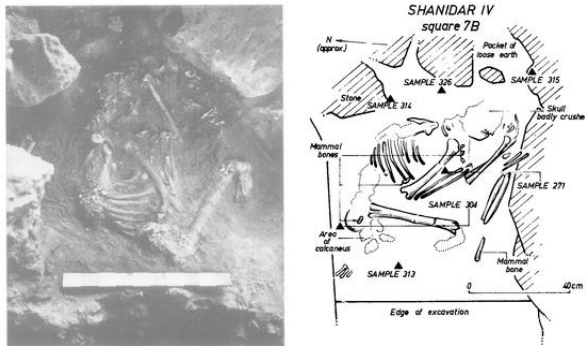 SHANIDAR IV
square 7B
N
(approx.)
Pocket of
loose earth
SAMPLE 326
SAMPLE 315
Stone
SAMPLE 314
Skull
badly crushe
Mammal
bones
SAMPLE 271
SAMPLE 304
Area
of
calcaneus
SAMPLE 313
Mammal
bone
0 40cm
Edge of excavation